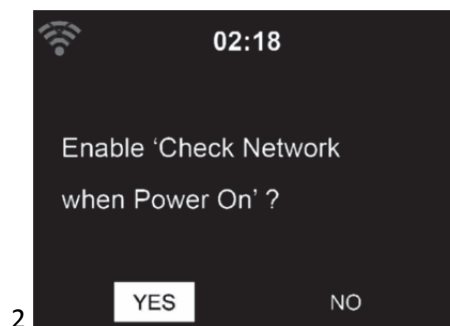 02:18
Enable ‘Check Network
when Power On’ ?
YES NO
2